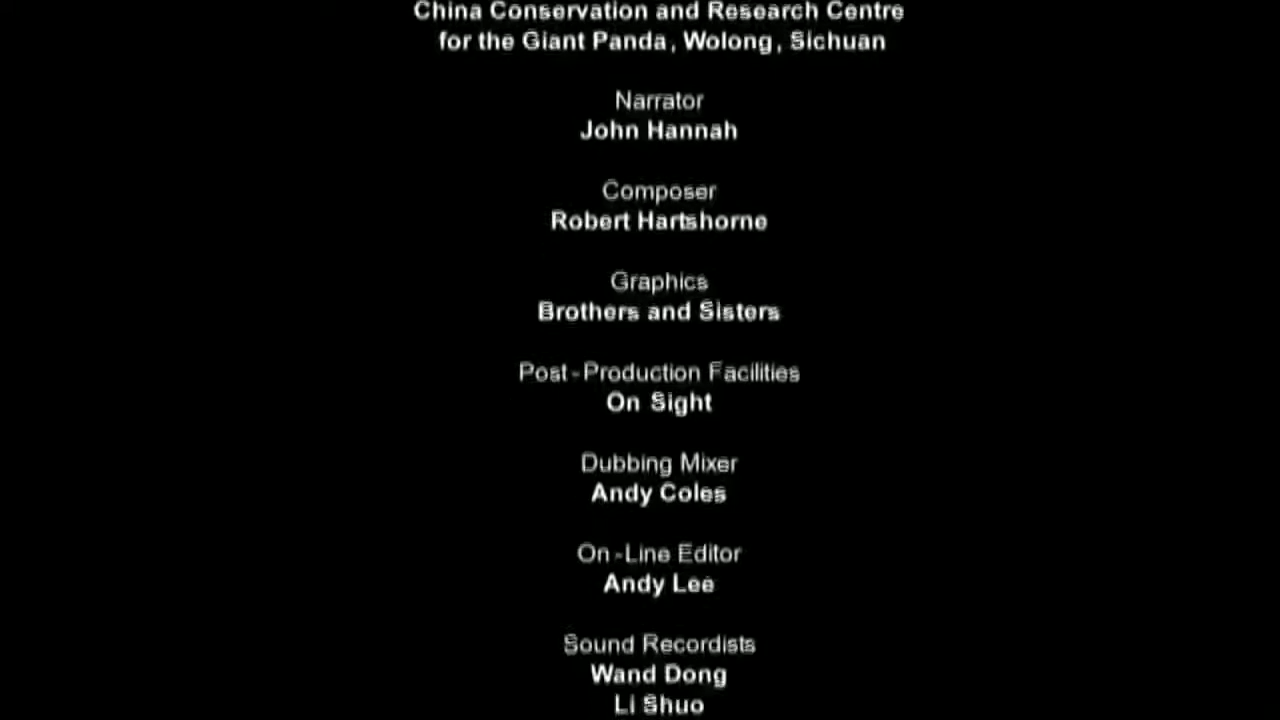 China Conservation and Research Centre
for the Giant Panda, Wolong, Sichuan
Narrator
John Hannah
Composer
Robert Hartshorne
Graphics
Brothers and Sisters
Post-Production Facilities
On Sight
Dubbing Mixer
Andy Coles
On-Line Editor
Andy Lee
Sound Recordists
Wand Dong
Li Shuo